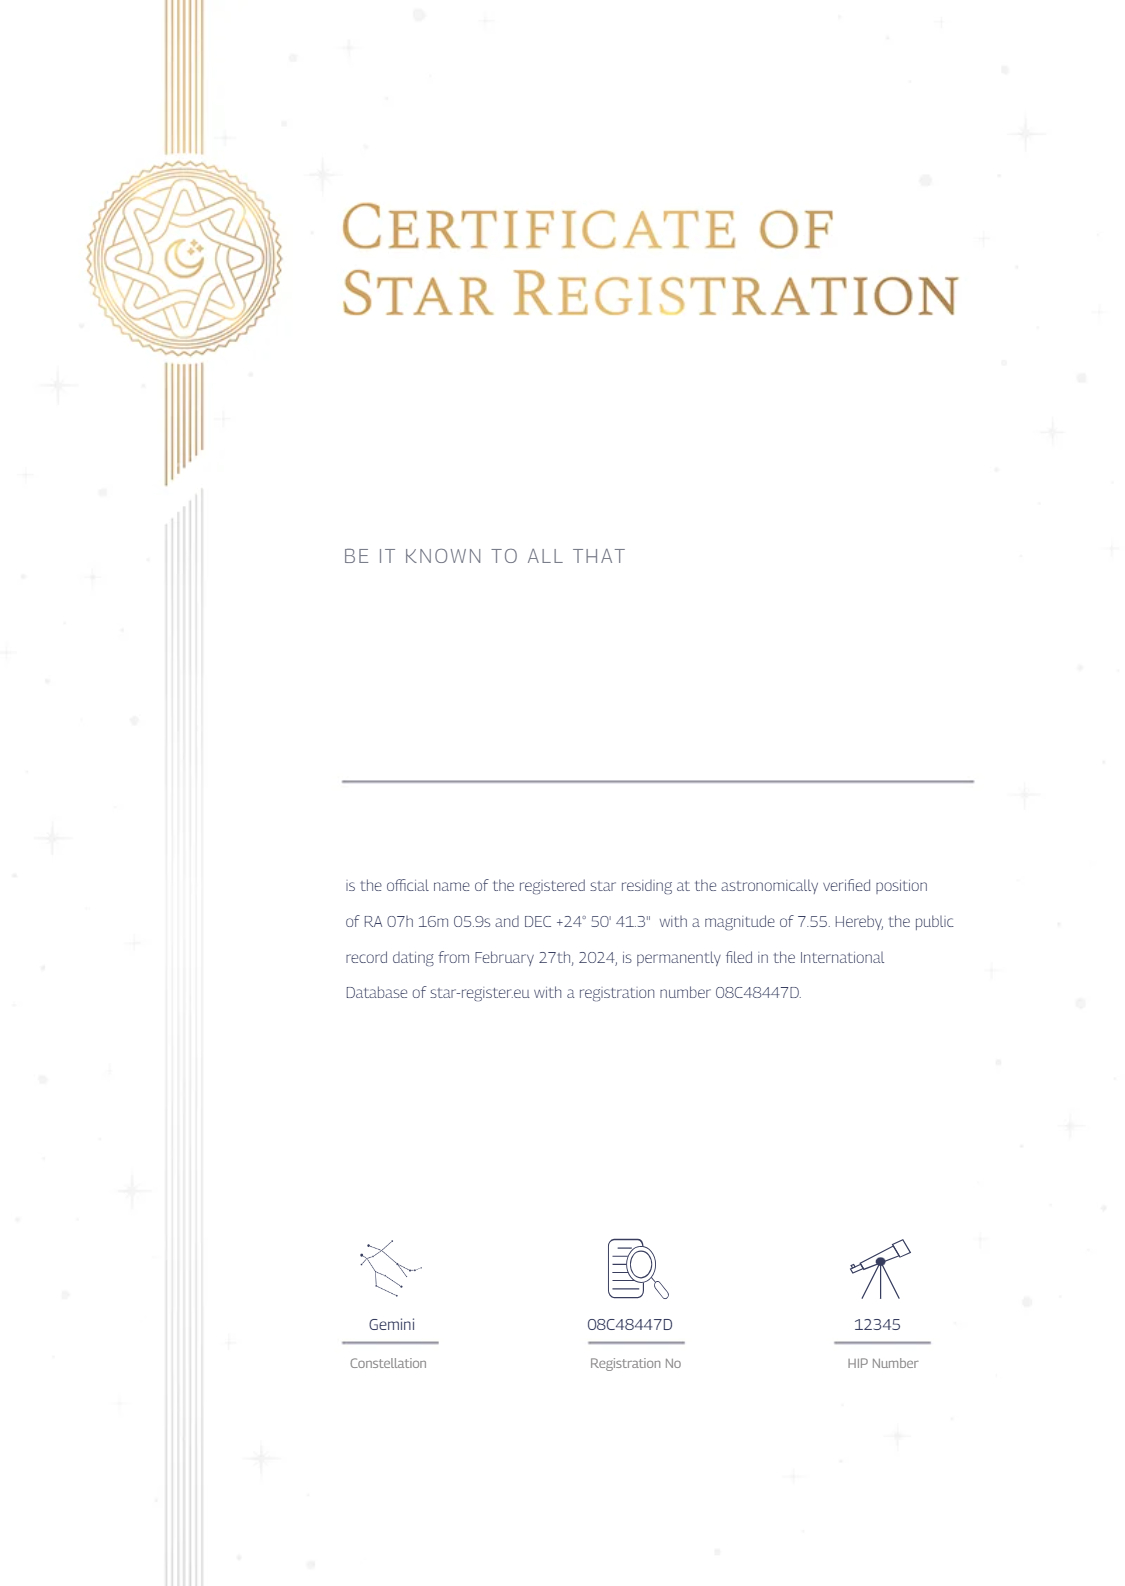 CERTIFICATE OF
STAR REGISTRATION
BE IT KNOWN TO ALL THAT
is the official name of the registered star residing at the astronomically verified position
of RA 07h 16m 05.9s and DEC +24° 50' 41.3"  with a magnitude of 7.55. Hereby, the public
record dating from February 27th, 2024, is permanently filed in the International
Database of star-register.eu with a registration number 08C48447D.
Gemini 08C48447D 12345
Constellation Registration No HIP Number